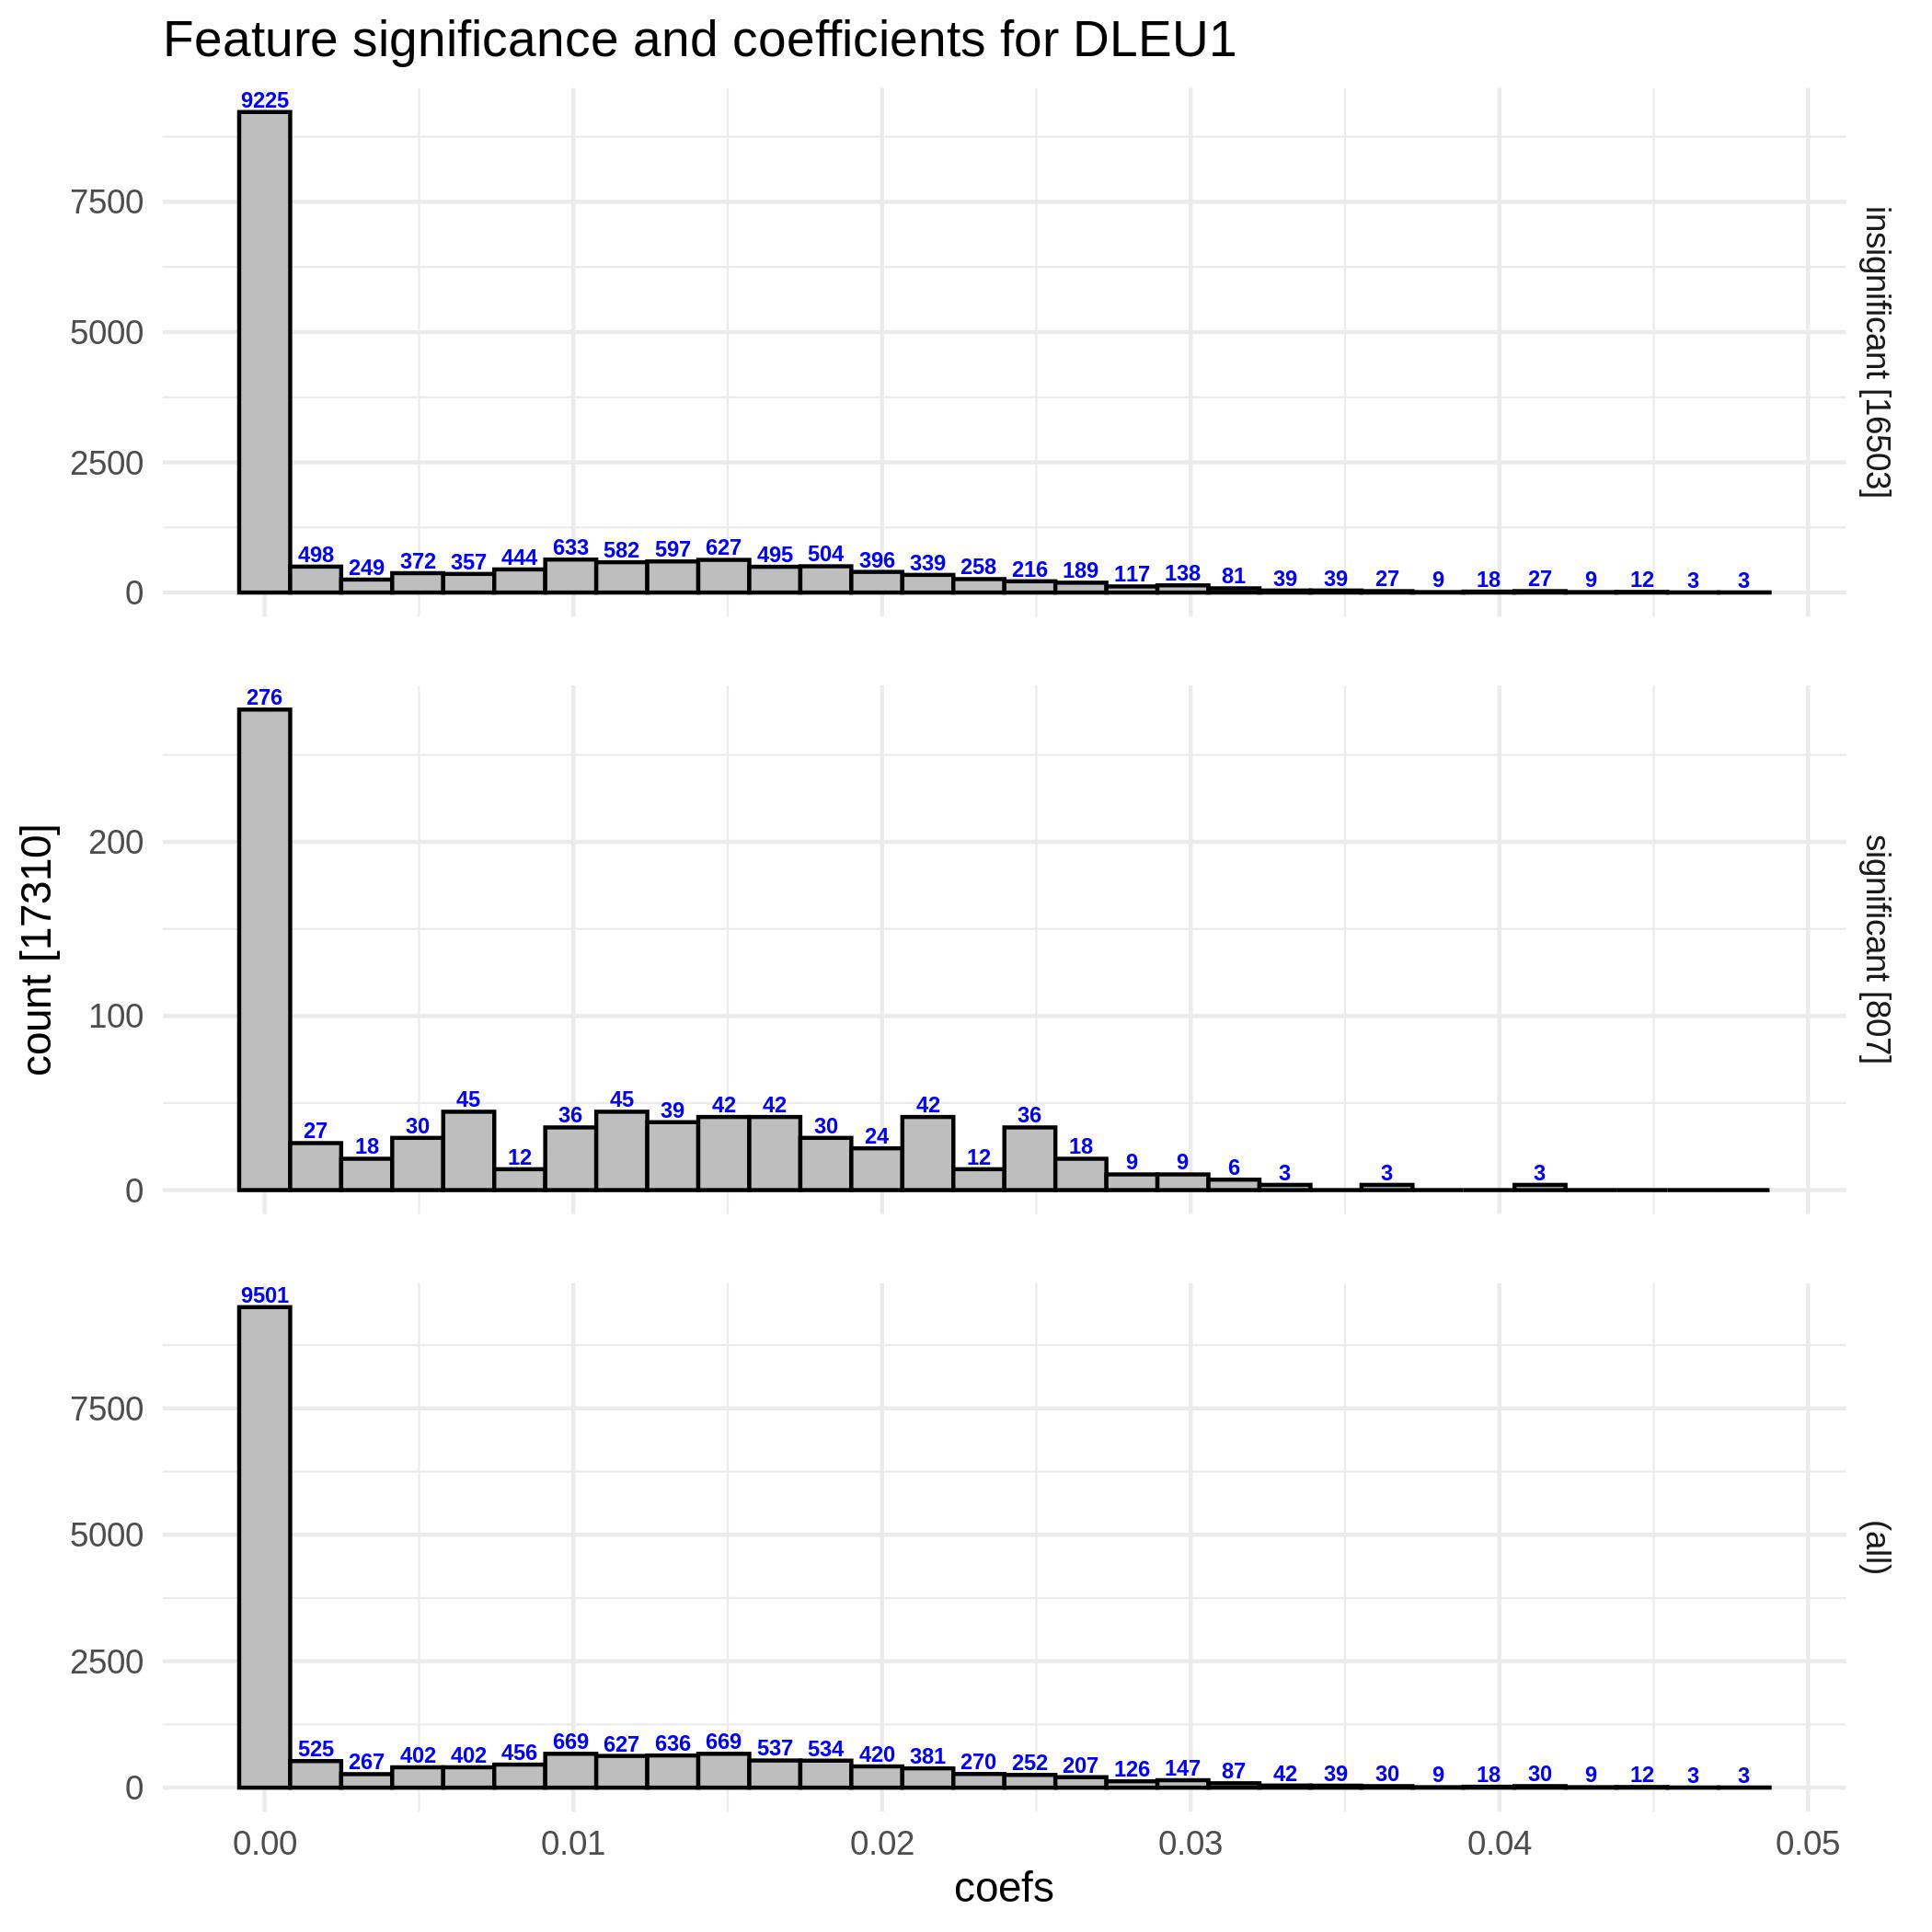 Feature significance and coefficients for DLEU1
9225
498 249 372 357 444 633 582 597 627 495 504 396 339 258 216 189 117 138 81 39 39 27 9 18 27 9 12 3 3
7500
5000
2500
0
insignificant [16503]
276
27 18 30 45 12 36 45 39 42 42 30 24 42 12 36 18 9 9 6 3 3 3
200
100
0
significant [807]
count [17310]
9501
525 267 402 402 456 669 627 636 669 537 534 420 381 270 252 207 126 147 87 42 39 30 9 18 30 9 12 3 3
7500
5000
2500
0
(all)
0.00 0.01 0.02 0.03 0.04 0.05
coefs